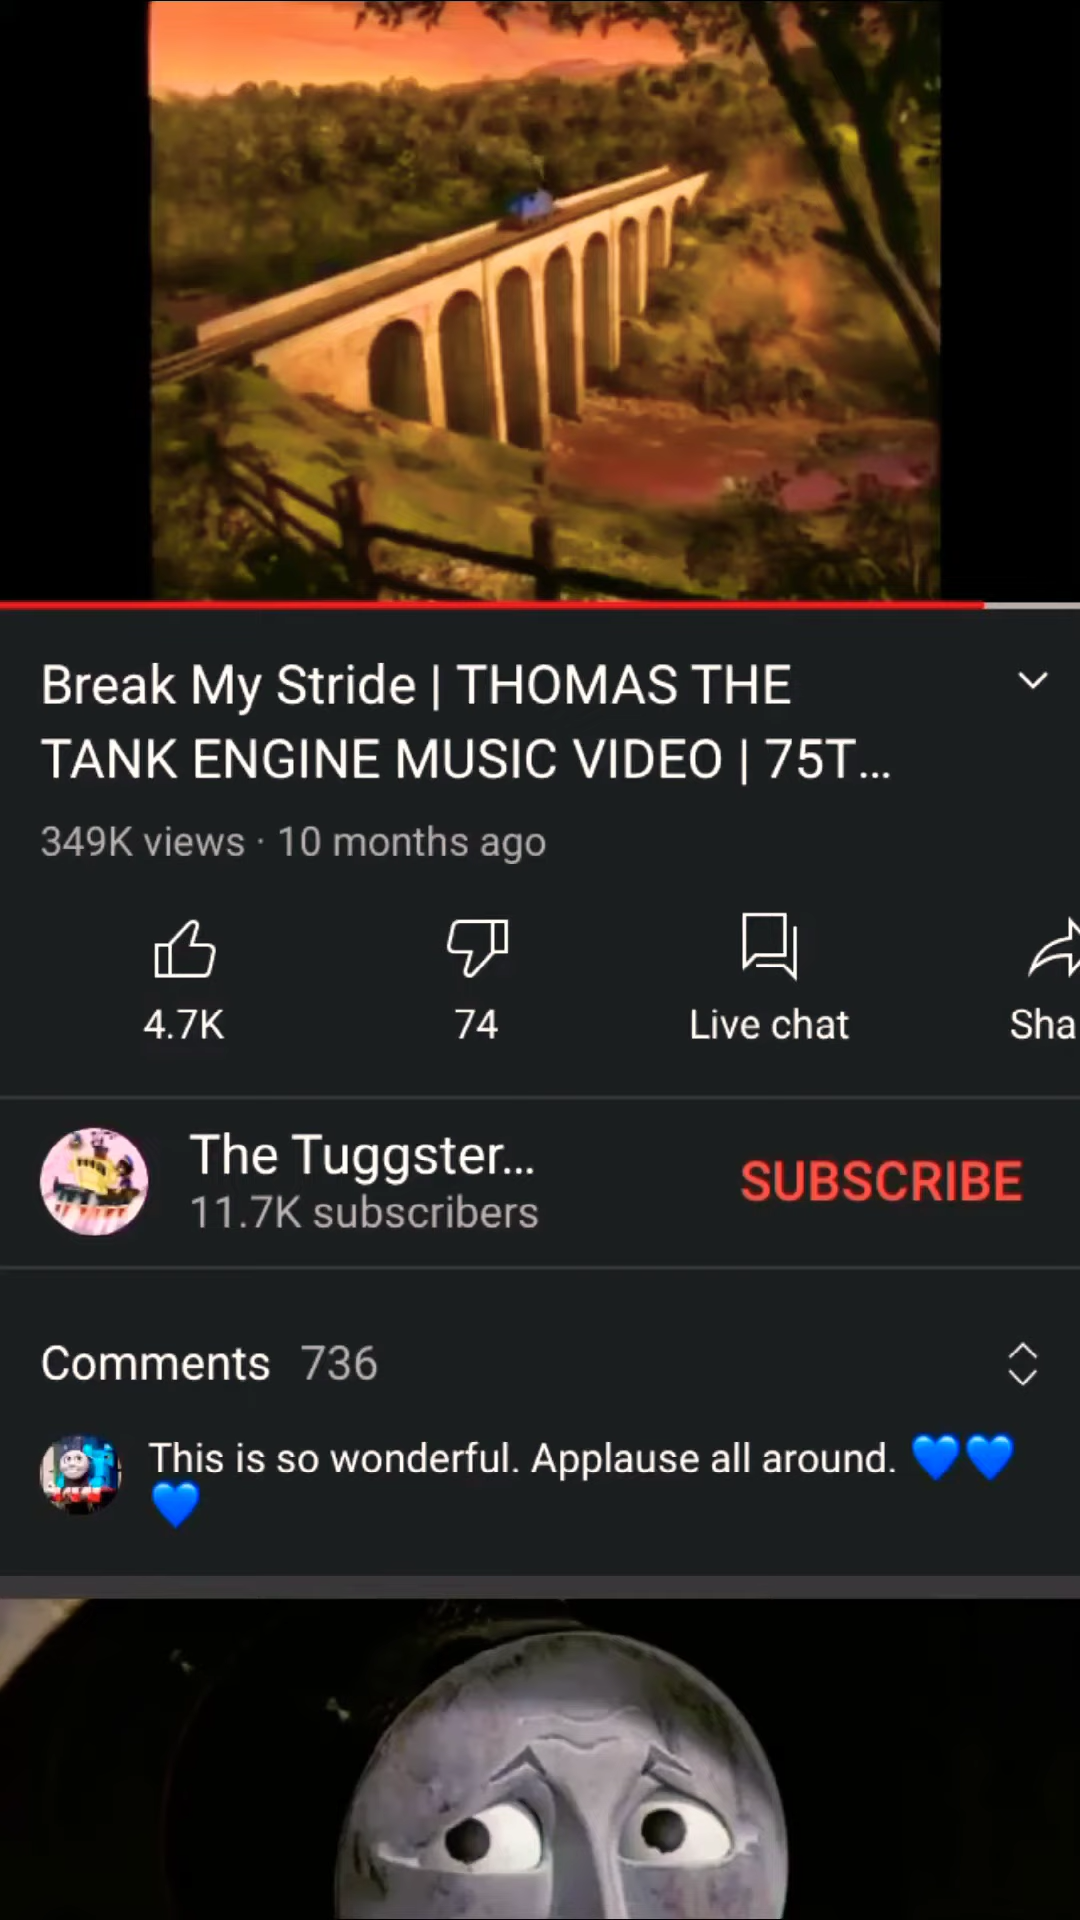 Break My Stride | THOMAS THE
TANK ENGINE MUSIC VIDEO | 75T...
349K views · 10 months ago
4.7K
74
Live chat
Sha
The Tuggster...
SUBSCRIBE
11.7K subscribers
Comments 736
This is so wonderful. Applause all around. 💙💙
💙